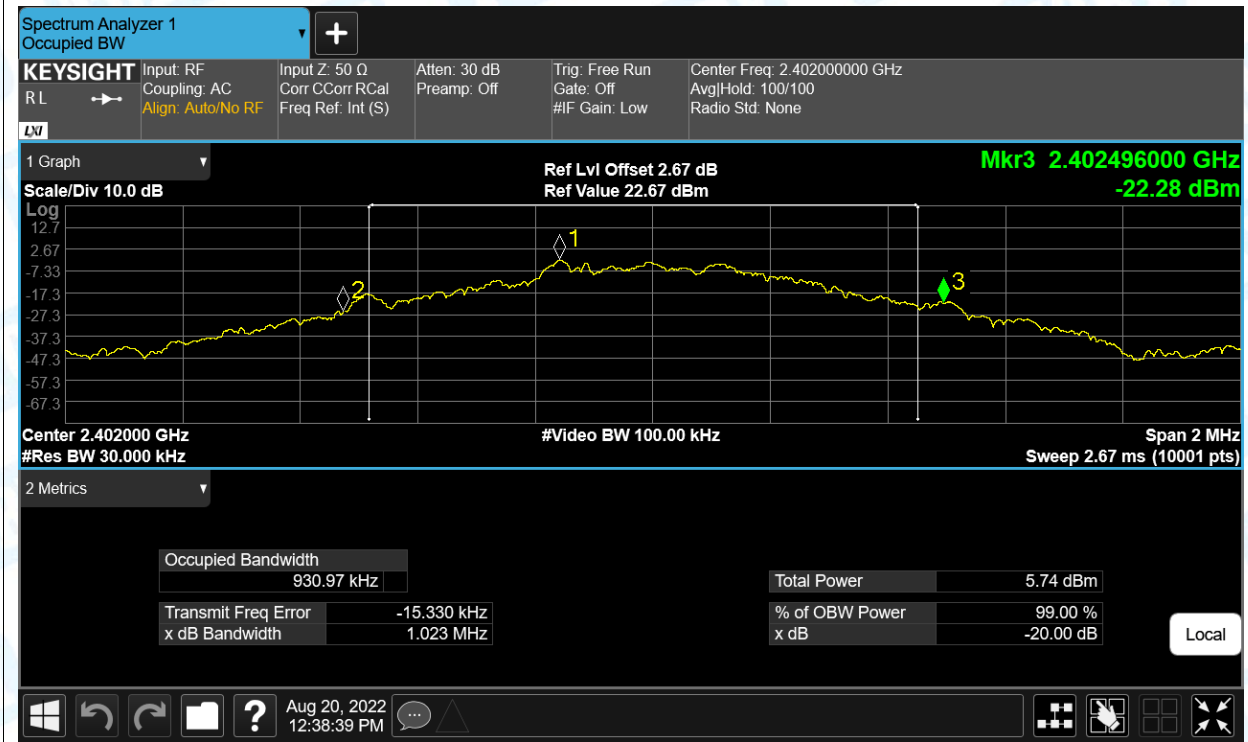 Spectrum Analyzer 1
Occupied BW
KEYSIGHT
R L
LXI
Input: RF
Coupling: AC
Align: Auto/No RF
Input Z: 50 Ω
Corr CCorr RCal
Freq Ref: Int (S)
Atten: 30 dB
Preamp: Off
Trig: Free Run
Gate: Off
#IF Gain: Low
Center Freq: 2.402000000 GHz
Avg|Hold: 100/100
Radio Std: None
1 Graph
Scale/Div 10.0 dB
Ref Lvl Offset 2.67 dB
Ref Value 22.67 dBm
Mkr3 2.402496000 GHz
-22.28 dBm
Log
12.7
2.67
-7.33
-17.3
-27.3
-37.3
-47.3
-57.3
-67.3
1
2
3
Center 2.402000 GHz
#Video BW 100.00 kHz
Span 2 MHz
#Res BW 30.000 kHz
Sweep 2.67 ms (10001 pts)
2 Metrics
Occupied Bandwidth
930.97 kHz
Transmit Freq Error -15.330 kHz
x dB Bandwidth 1.023 MHz
Total Power 5.74 dBm
% of OBW Power 99.00 %
x dB -20.00 dB
Local
?
Aug 20, 2022
12:38:39 PM